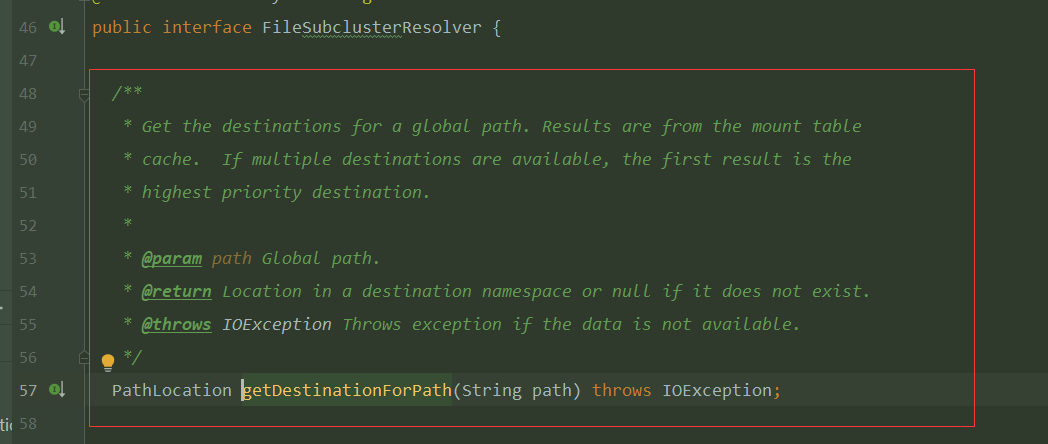 46 public interface FileSubclusterResolver {
47
48 /**
49 * Get the destinations for a global path. Results are from the mount table
50 * cache.  If multiple destinations are available, the first result is the
51 * highest priority destination.
52 *
53 * @param path Global path.
54 * @return Location in a destination namespace or null if it does not exist.
55 * @throws IOException Throws exception if the data is not available.
56 */
57 PathLocation getDestinationForPath(String path) throws IOException;
58